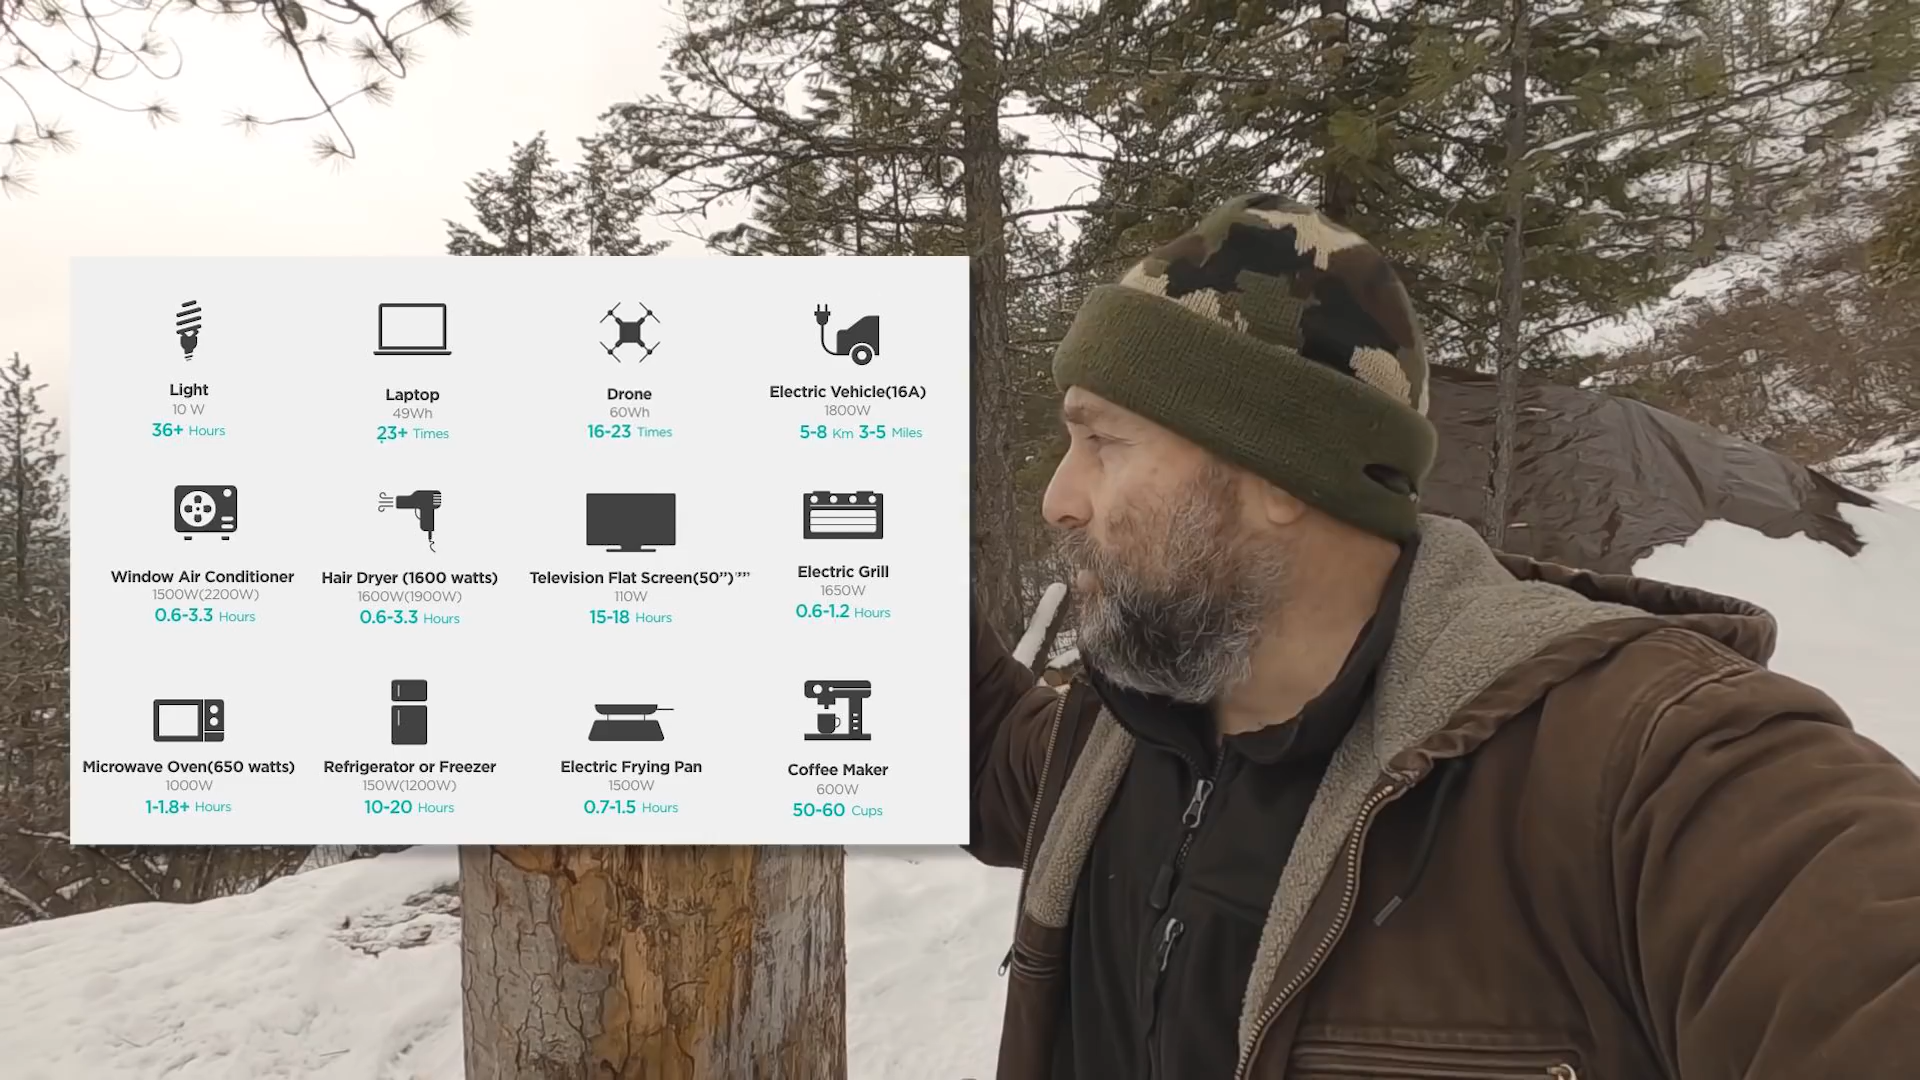 Light
10 W
36+ Hours
Laptop
49Wh
23+ Times
Drone
60Wh
16-23 Times
Electric Vehicle(16A)
1800W
5-8 Km 3-5 Miles
Window Air Conditioner
1500W(2200W)
0.6-3.3 Hours
Hair Dryer (1600 watts)
1600W(1900W)
0.6-3.3 Hours
Television Flat Screen(50”)”””
110W
15-18 Hours
Electric Grill
1650W
0.6-1.2 Hours
Microwave Oven(650 watts)
1000W
1-1.8+ Hours
Refrigerator or Freezer
150W(1200W)
10-20 Hours
Electric Frying Pan
1500W
0.7-1.5 Hours
Coffee Maker
600W
50-60 Cups